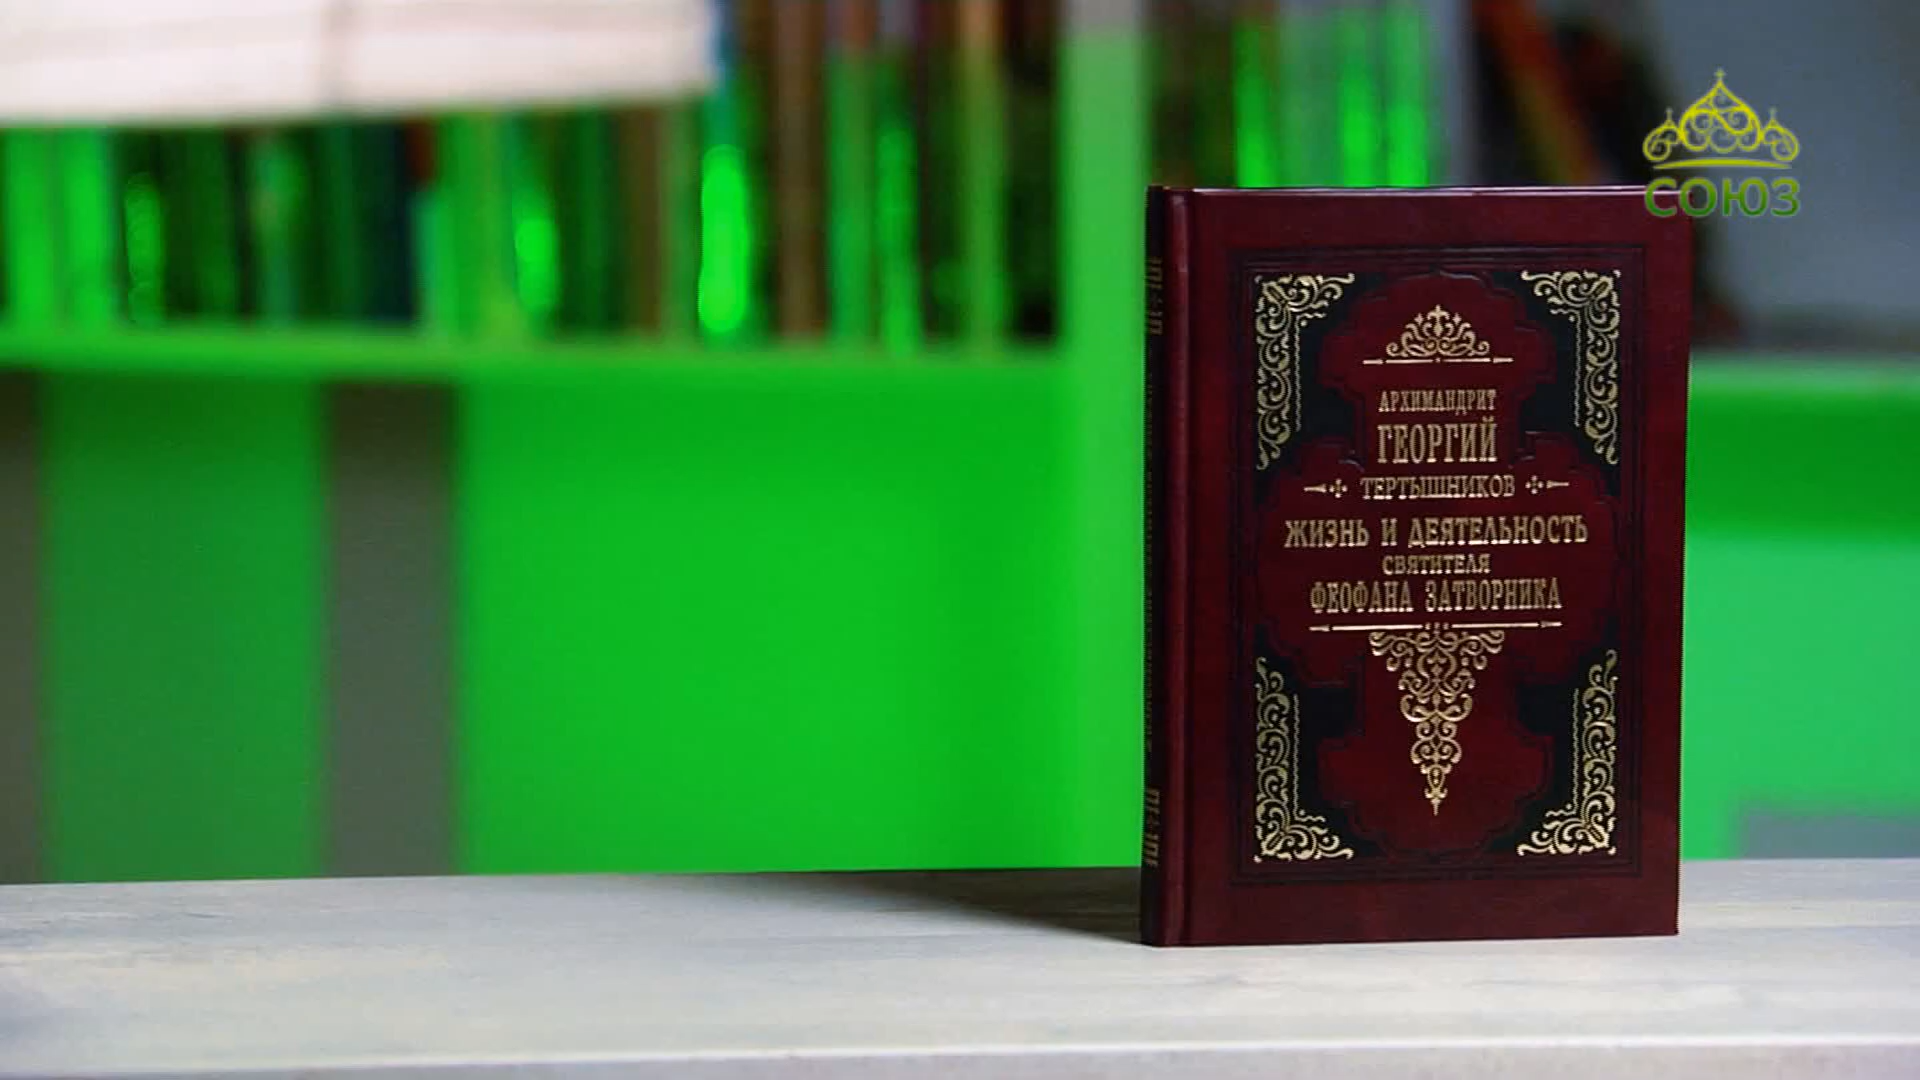 СОЮЗ
АРХИМАНДРИТ
ГЕОРГИЙ
ТЕРТЫШНИКОВ
ЖИЗНЬ И ДЕЯТЕЛЬНОСТЬ
СВЯТИТЕЛЯ
ФЕОФАНА ЗАТВОРНИКА